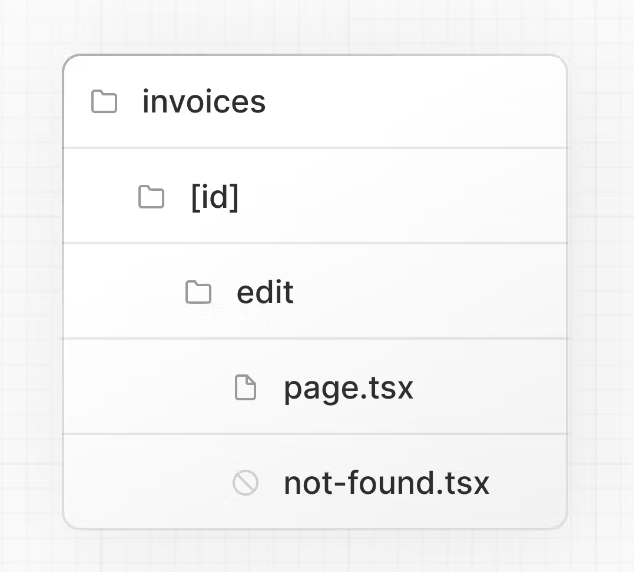 invoices
[id]
edit
page.tsx
not-found.tsx